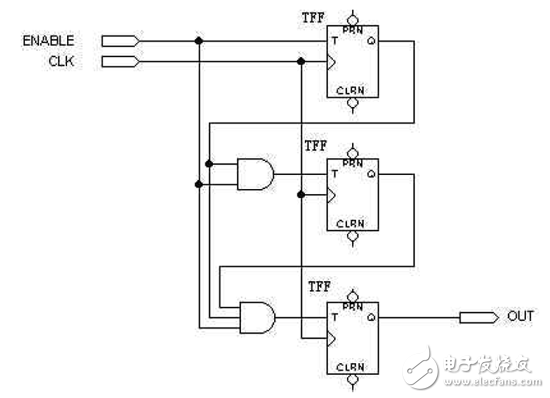 ENABLE
CLK
TFF
PRN
T
Q
CLRN
TFF
PRN
T
Q
CLRN
TFF
PRN
T
Q
CLRN
OUT
电子发烧友
www.elecfans.com